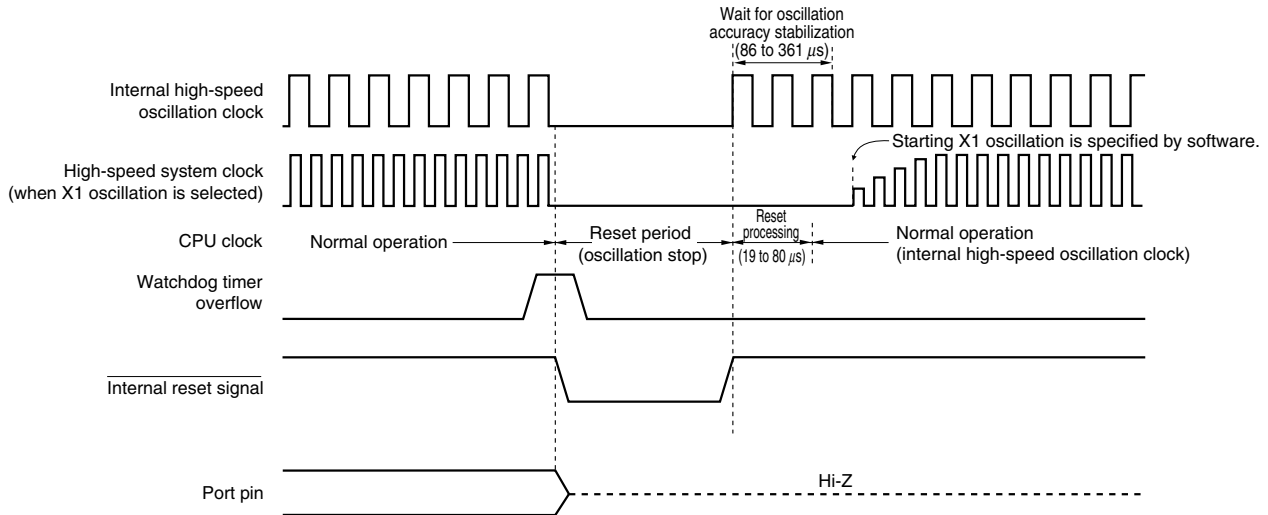 Wait for oscillation
accuracy stabilization
(86 to 361 μs)
Internal high-speed
oscillation clock
Starting X1 oscillation is specified by software.
High-speed system clock
(when X1 oscillation is selected)
CPU clock
Normal operation
Reset period
(oscillation stop)
Reset
processing
(19 to 80 μs)
Normal operation
(internal high-speed oscillation clock)
Watchdog timer
overflow
Internal reset signal
Port pin
Hi-Z